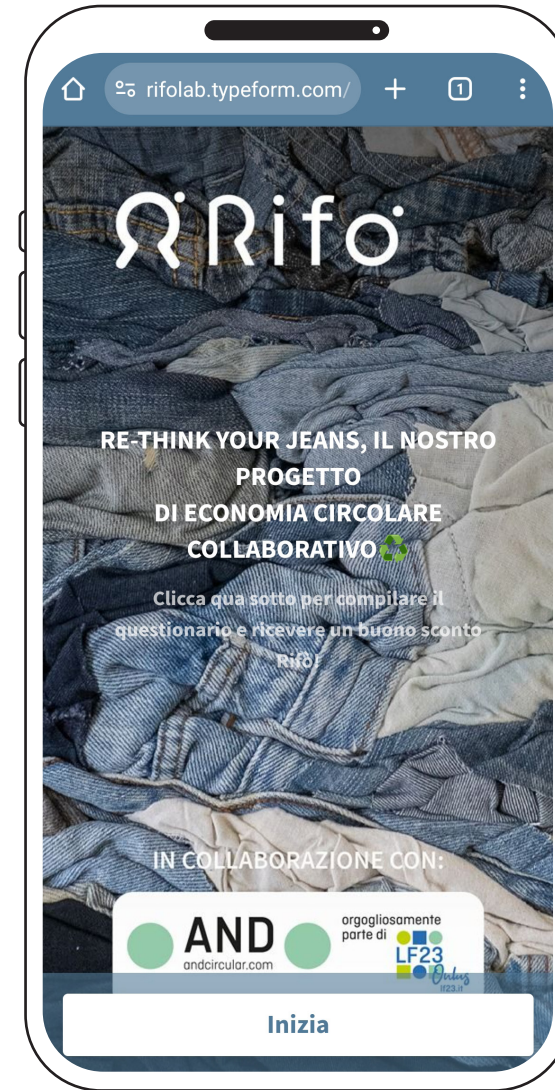 rifolab.typeform.com/
1
Rifò
RE-THINK YOUR JEANS, IL NOSTRO
PROGETTO
DI ECONOMIA CIRCOLARE
COLLABORATIVO♻️
Clicca qua sotto per compilare il
questionario e ricevere un buono sconto
Rifò!
IN COLLABORAZIONE CON:
AND
andcircular.com
orgogliosamente
parte di
LF23
Onlus
lf23.it
Inizia